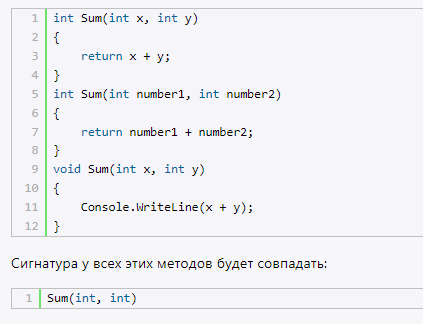 1 int Sum(int x, int y)
2 {
3     return x + y;
4 }
5 int Sum(int number1, int number2)
6 {
7     return number1 + number2;
8 }
9 void Sum(int x, int y)
10 {
11     Console.WriteLine(x + y);
12 }
Сигнатура у всех этих методов будет совпадать:
1 Sum(int, int)